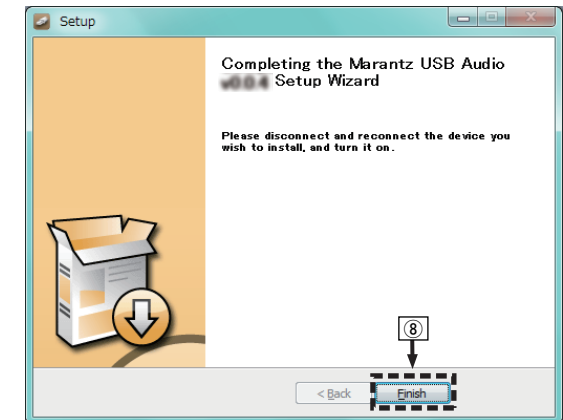 Setup
Completing the Marantz USB Audio
Setup Wizard
Please disconnect and reconnect the device you
wish to install, and turn it on.
⑧
< Back
Finish